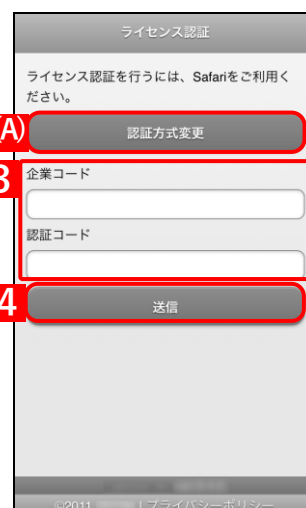 ライセンス認証
ライセンス認証を行うには、Safariをご利用く
ださい。
(A)
認証方式変更
3
企業コード
認証コード
4
送信
©2011 | プライバシーポリシー